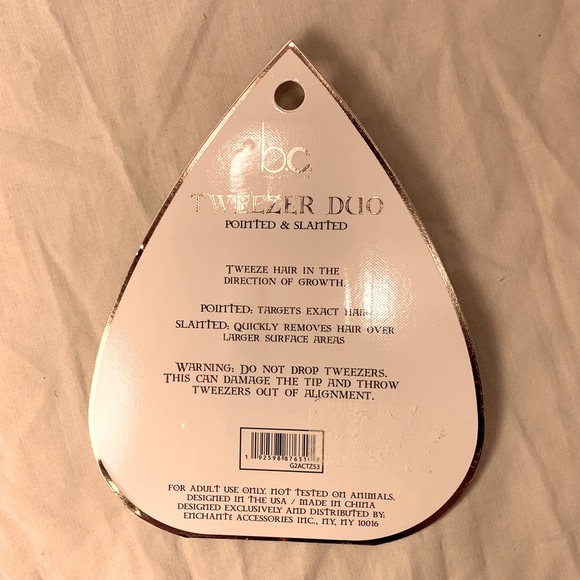 b.c.
TWEEZER DUO
POINTED & SLANTED
TWEEZE HAIR IN THE
DIRECTION OF GROWTH.
POINTED: TARGETS EXACT HAIR
SLANTED: QUICKLY REMOVES HAIR OVER
LARGER SURFACE AREAS
WARNING: DO NOT DROP TWEEZERS.
THIS CAN DAMAGE THE TIP AND THROW
TWEEZERS OUT OF ALIGNMENT.
G2ACTZS3
FOR ADULT USE ONLY. NOT TESTED ON ANIMALS.
DESIGNED IN THE USA / MADE IN CHINA
DESIGNED EXCLUSIVELY AND DISTRIBUTED BY:
ENCHANTÉ ACCESSORIES INC., NY, NY 10016